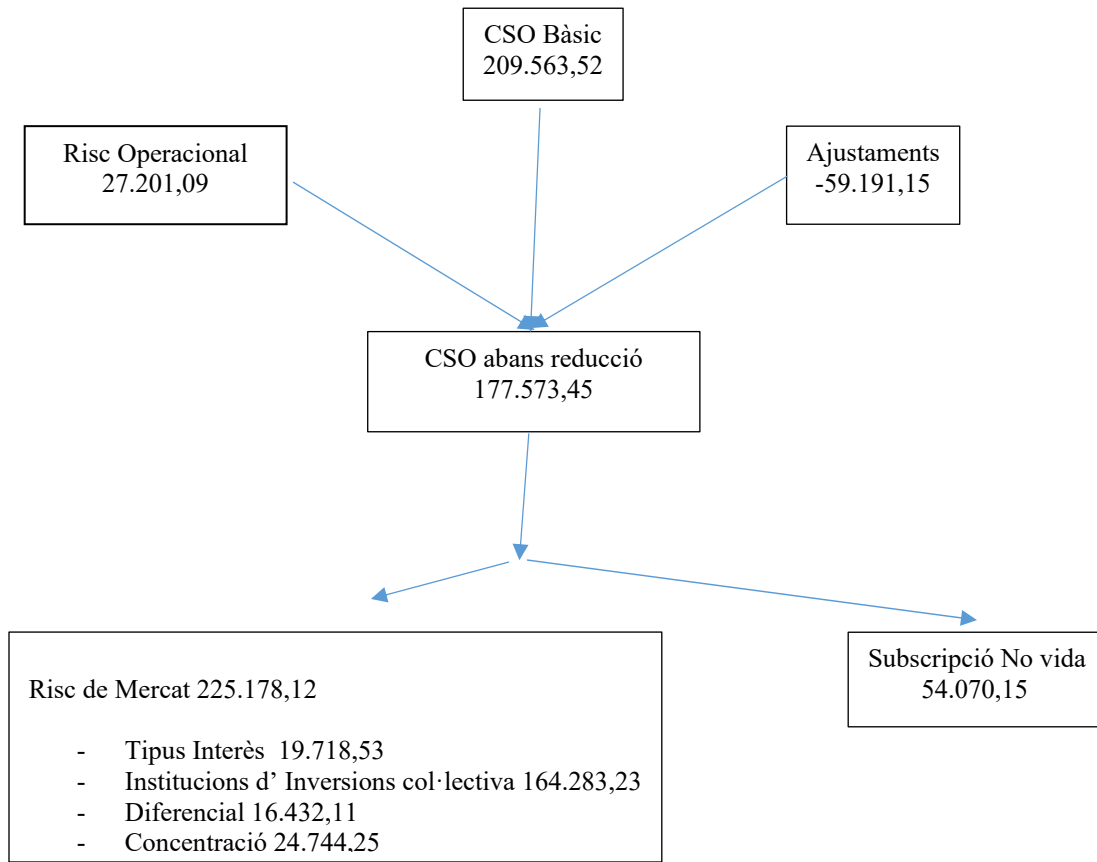 CSO Bàsic
209.563,52
Risc Operacional
27.201,09
Ajustaments
-59.191,15
CSO abans reducció
177.573,45
Risc de Mercat 225.178,12
- Tipus Interès 19.718,53
- Institucions d’ Inversions col·lectiva 164.283,23
- Diferencial 16.432,11
- Concentració 24.744,25
Subscripció No vida
54.070,15